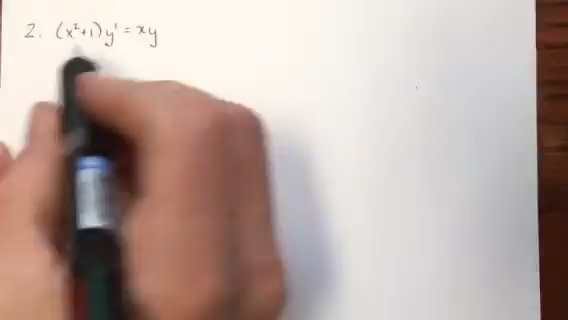 2. (x²+1)y' = xy